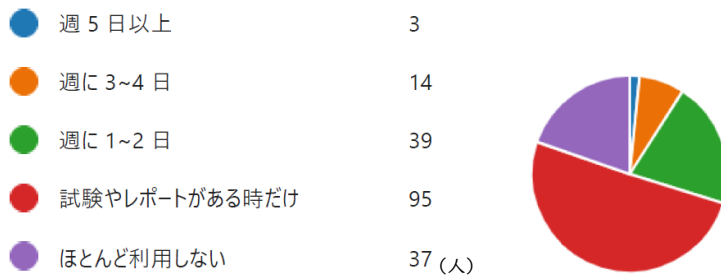 週 5 日以上 3
週に 3~4 日 14
週に 1~2 日 39
試験やレポートがある時だけ 95
ほとんど利用しない 37 (人)